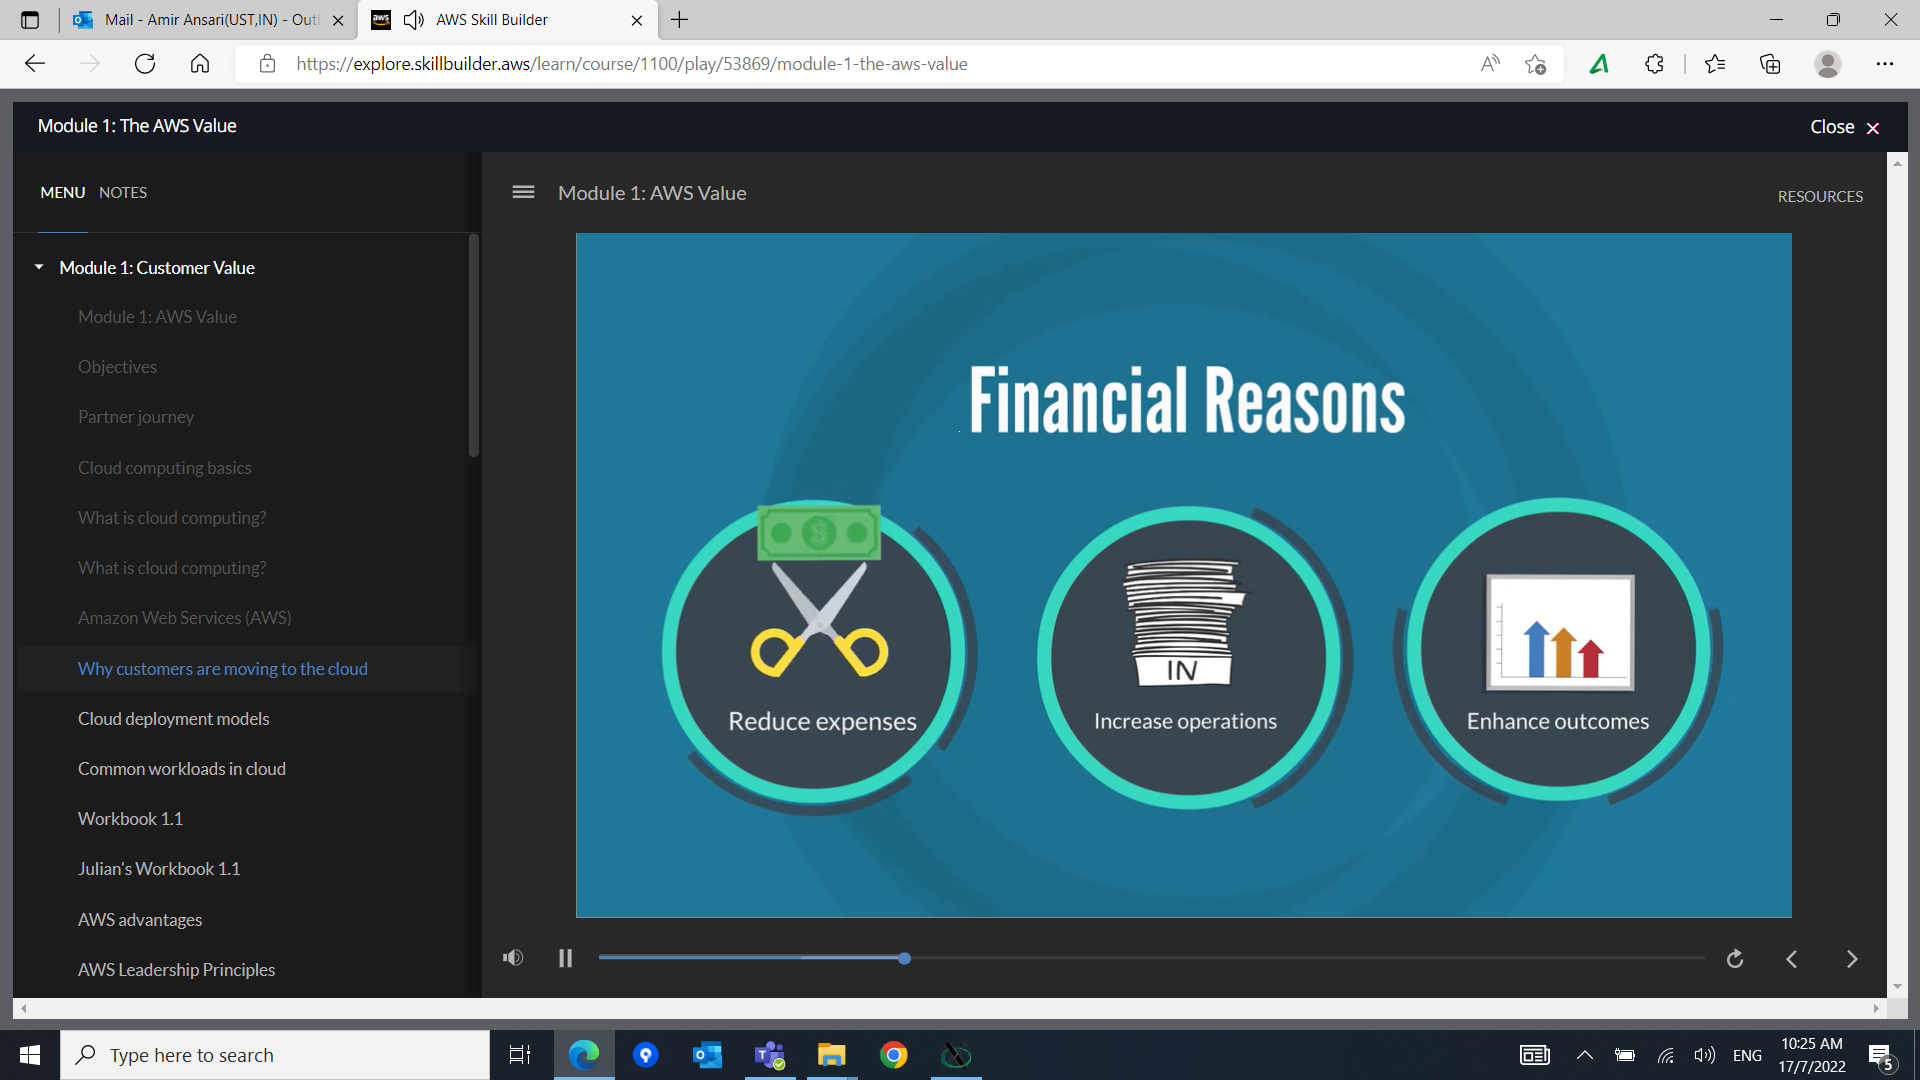 Mail - Amir Ansari(UST,IN) - Outl
aws
AWS Skill Builder
https://explore.skillbuilder.aws/learn/course/1100/play/53869/module-1-the-aws-value
Module 1: The AWS Value
Close
MENU
NOTES
Module 1: AWS Value
RESOURCES
Module 1: Customer Value
Module 1: AWS Value
Objectives
Partner journey
Cloud computing basics
What is cloud computing?
What is cloud computing?
Amazon Web Services (AWS)
Why customers are moving to the cloud
Cloud deployment models
Common workloads in cloud
Workbook 1.1
Julian's Workbook 1.1
AWS advantages
AWS Leadership Principles
Financial Reasons
$
Reduce expenses
IN
Increase operations
Enhance outcomes
Type here to search
ENG
10:25 AM
17/7/2022
5